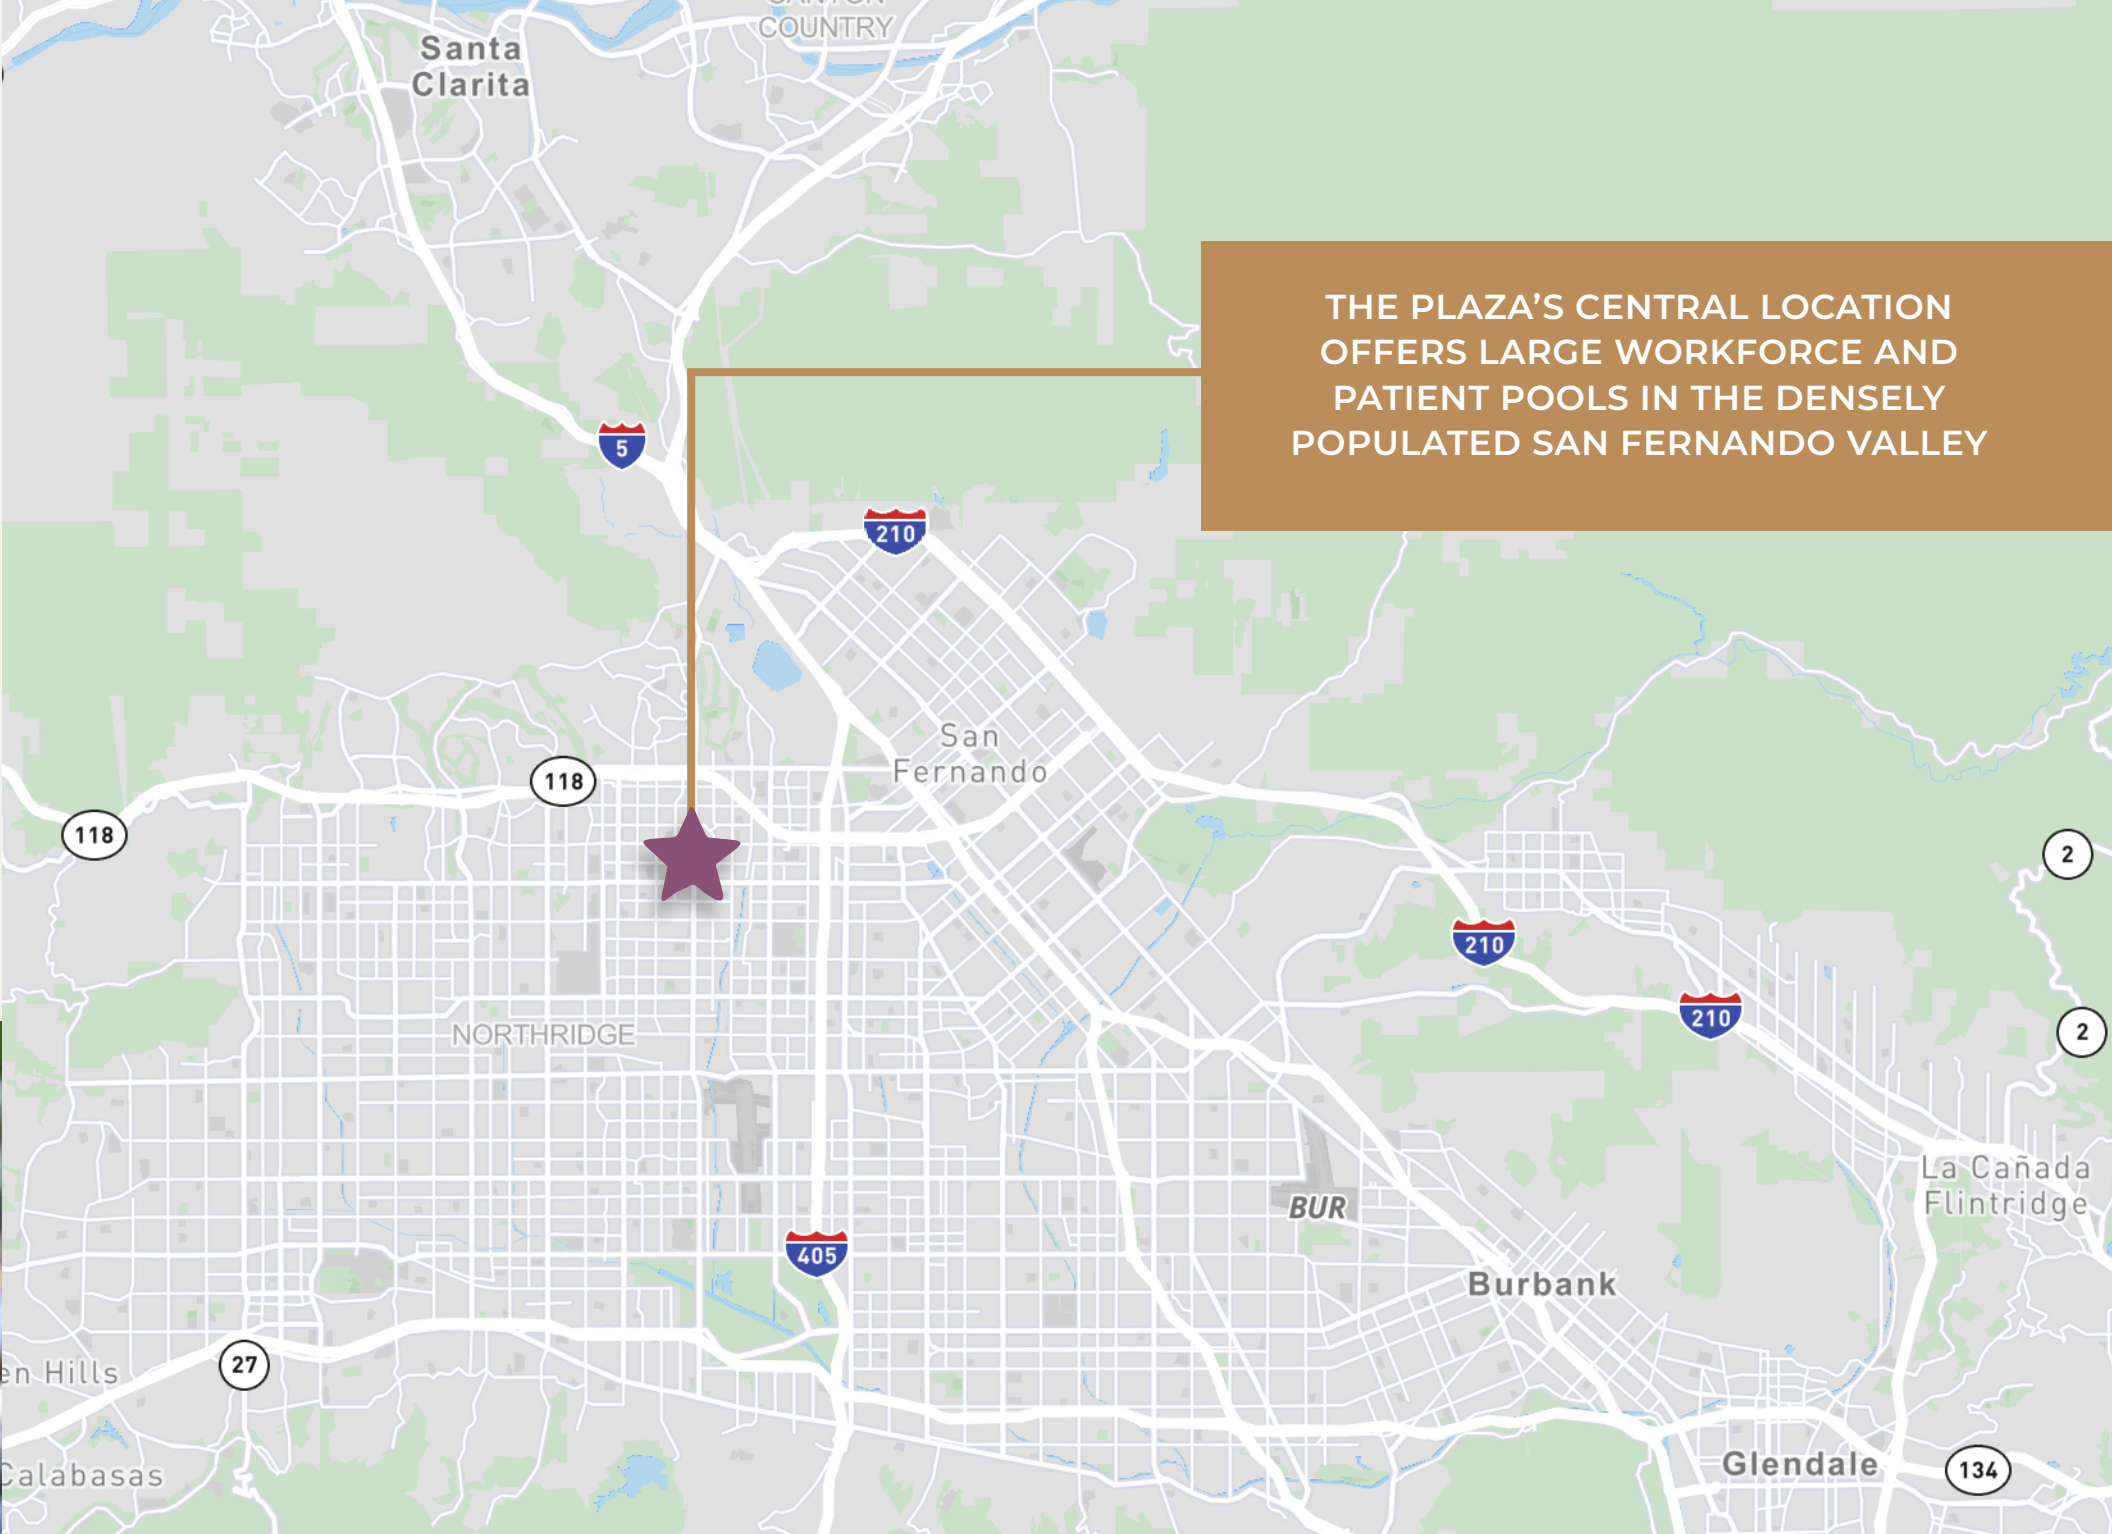 CANYON
COUNTRY
Santa
Clarita
THE PLAZA’S CENTRAL LOCATION
OFFERS LARGE WORKFORCE AND
PATIENT POOLS IN THE DENSELY
POPULATED SAN FERNANDO VALLEY
5
210
San
Fernando
118
118
2
210
210
2
NORTHRIDGE
La Cañada
Flintridge
BUR
405
Burbank
27
en Hills
Calabasas
Glendale
134